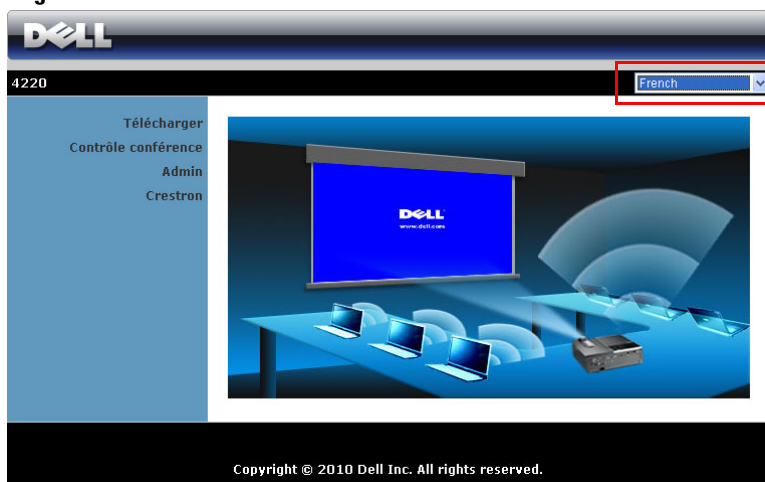 DELL
4220
French
Télécharger
Contrôle conférence
Admin
Crestron
DELL
www.dell.com
Copyright © 2010 Dell Inc. All rights reserved.